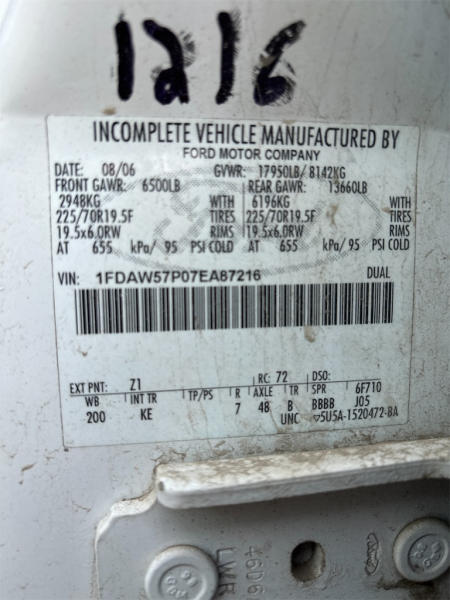 1216
INCOMPLETE VEHICLE MANUFACTURED BY
FORD MOTOR COMPANY
DATE: 08/06 GVWR: 17950LB/ 8142KG
FRONT GAWR: 6500LB REAR GAWR: 13660LB
2948KG WITH 6196KG WITH
225/70R19.5F TIRES 225/70R19.5F TIRES
19.5x6.0RW RIMS 19.5x6.0RW RIMS
AT 655 kPa/ 95 PSI COLD AT 655 kPa/ 95 PSI COLD
VIN: 1FDAW57P07EA87216 DUAL
EXT PNT: Z1 RC: 72 DSO:
WB INT TR TP/PS R AXLE TR SPR 6F710
200 KE 7 48 B BBBB J05
UNC ▽5U5A-1520472-BA
46D6
LWR